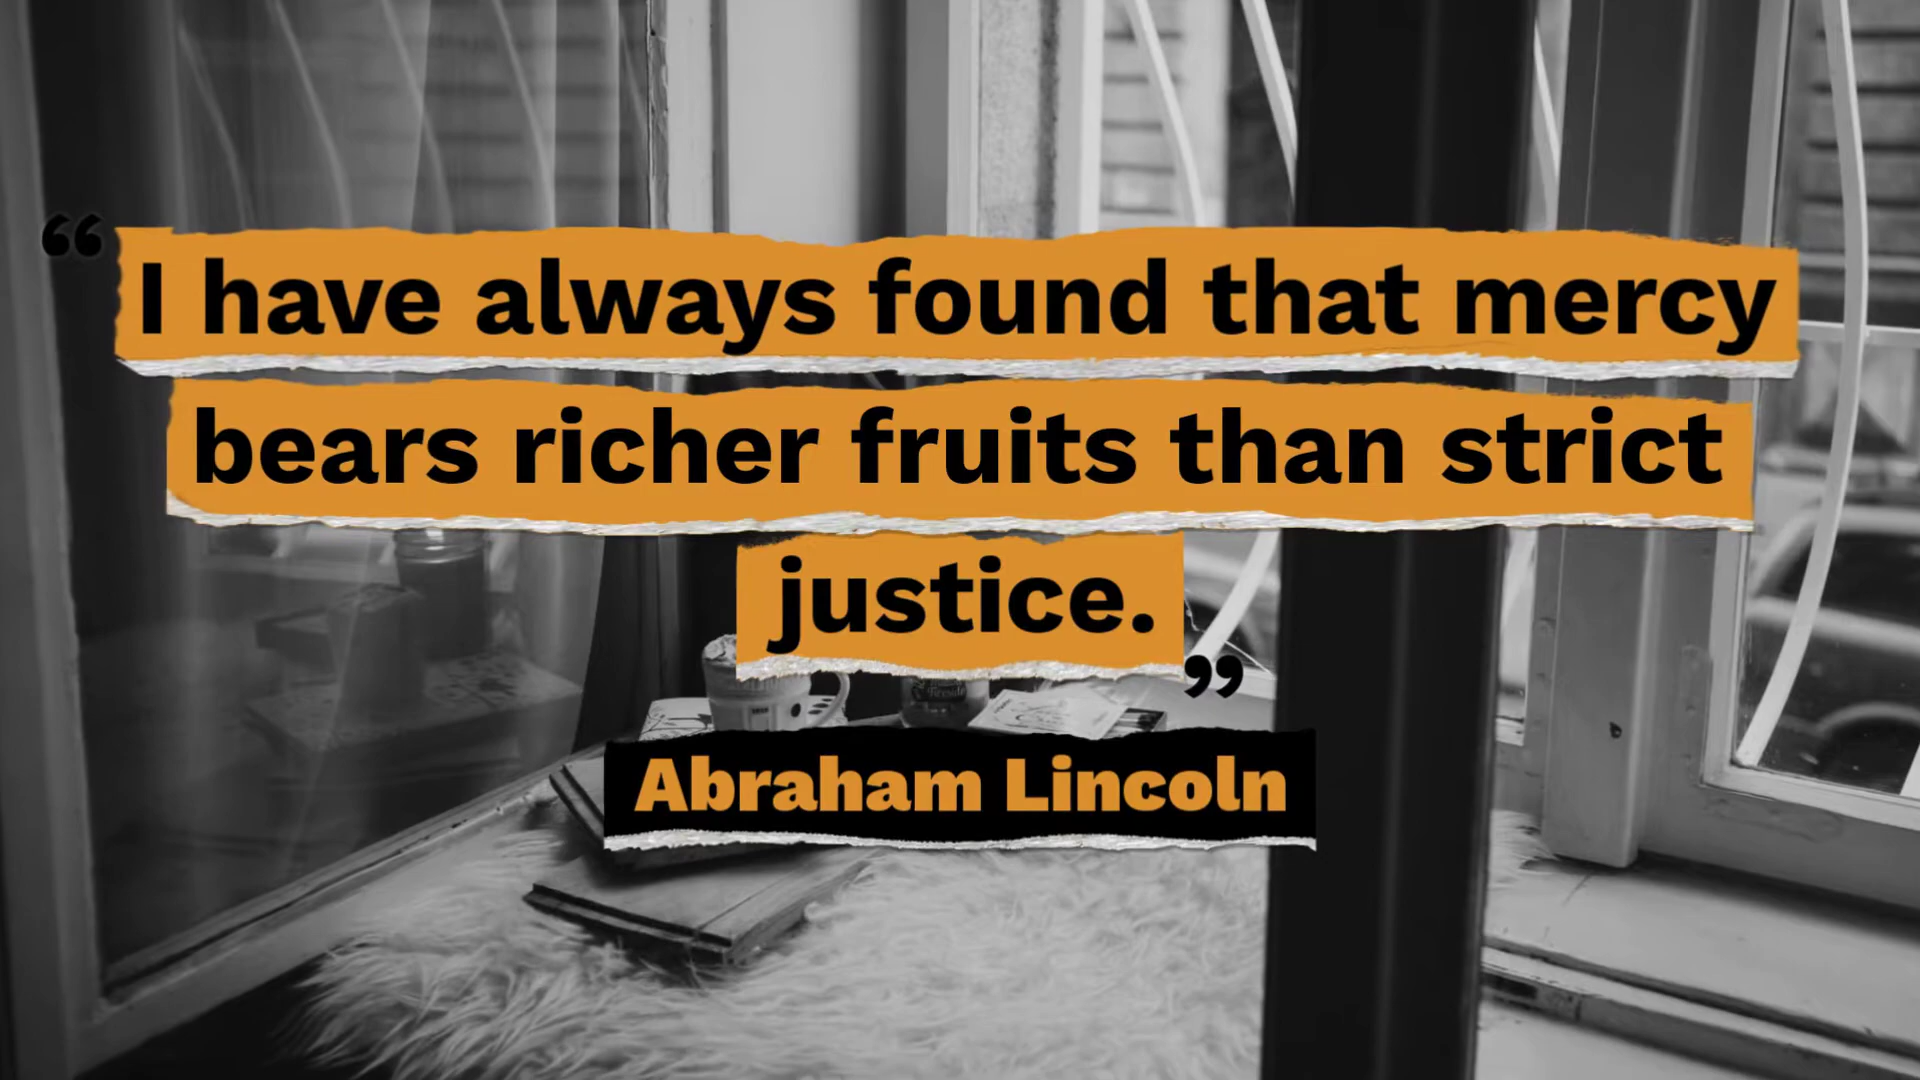 “I have always found that mercy
bears richer fruits than strict
justice.”
Abraham Lincoln